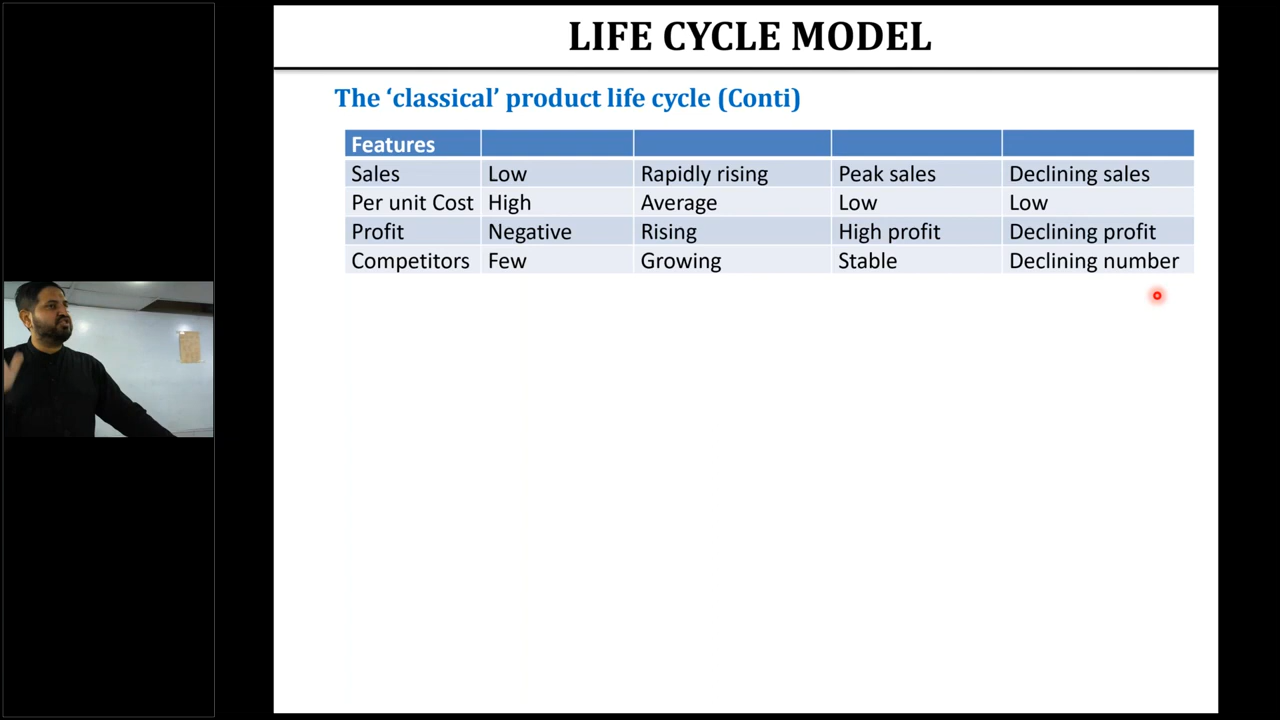 LIFE CYCLE MODEL
The ‘classical’ product life cycle (Conti)
Features
Sales Low Rapidly rising Peak sales Declining sales
Per unit Cost High Average Low Low
Profit Negative Rising High profit Declining profit
Competitors Few Growing Stable Declining number